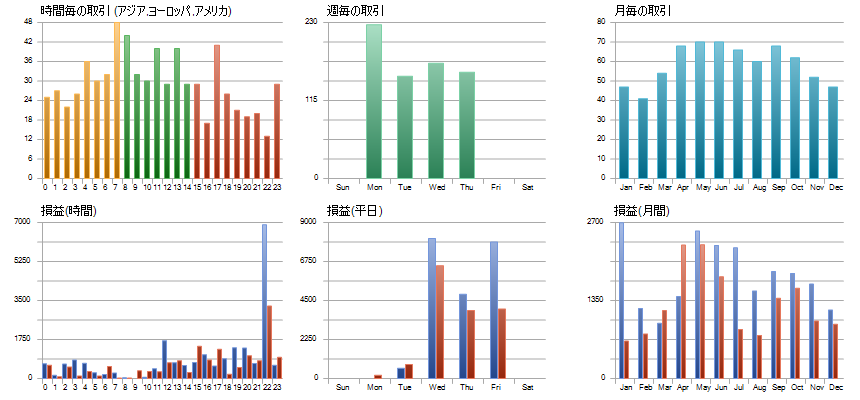 時間毎の取引 (アジア,ヨーロッパ,アメリカ)
48
42
36
30
24
18
12
6
0
0 1 2 3 4 5 6 7 8 9 10 11 12 13 14 15 16 17 18 19 20 21 22 23
週毎の取引
230
115
0
Sun Mon Tue Wed Thu Fri Sat
月毎の取引
80
70
60
50
40
30
20
10
0
Jan Feb Mar Apr May Jun Jul Aug Sep Oct Nov Dec
損益(時間)
7000
5250
3500
1750
0
0 1 2 3 4 5 6 7 8 9 10 11 12 13 14 15 16 17 18 19 20 21 22 23
損益(平日)
9000
6750
4500
2250
0
Sun Mon Tue Wed Thu Fri Sat
損益(月間)
2700
1350
0
Jan Feb Mar Apr May Jun Jul Aug Sep Oct Nov Dec